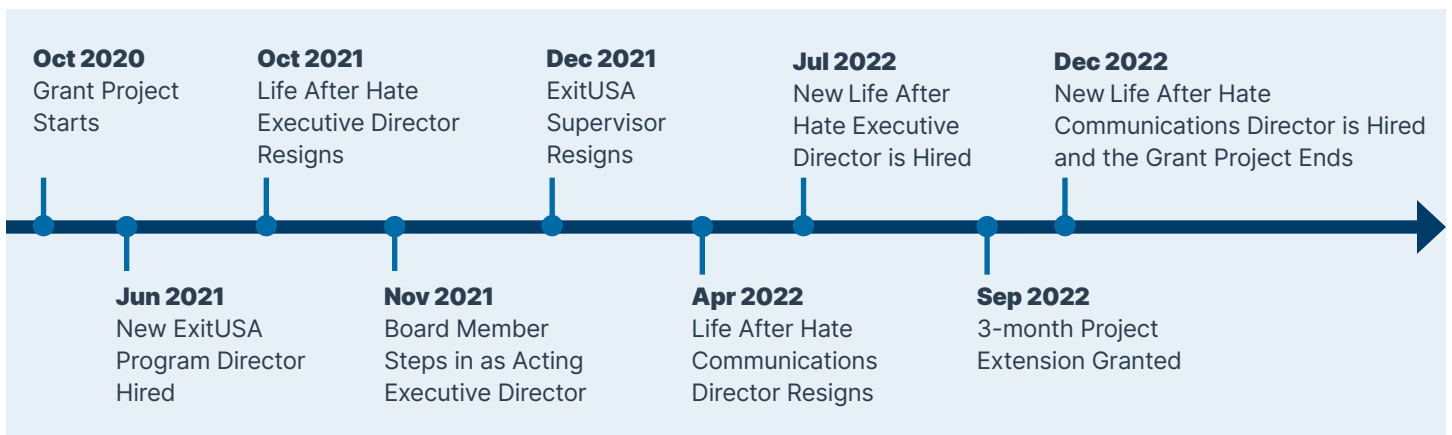 Oct 2020
Grant Project
Starts
Jun 2021
New ExitUSA
Program Director
Hired
Oct 2021
Life After Hate
Executive Director
Resigns
Nov 2021
Board Member
Steps in as Acting
Executive Director
Dec 2021
ExitUSA
Supervisor
Resigns
Apr 2022
Life After Hate
Communications
Director Resigns
Jul 2022
New Life After
Hate Executive
Director is Hired
Sep 2022
3-month Project
Extension Granted
Dec 2022
New Life After Hate
Communications Director is Hired
and the Grant Project Ends